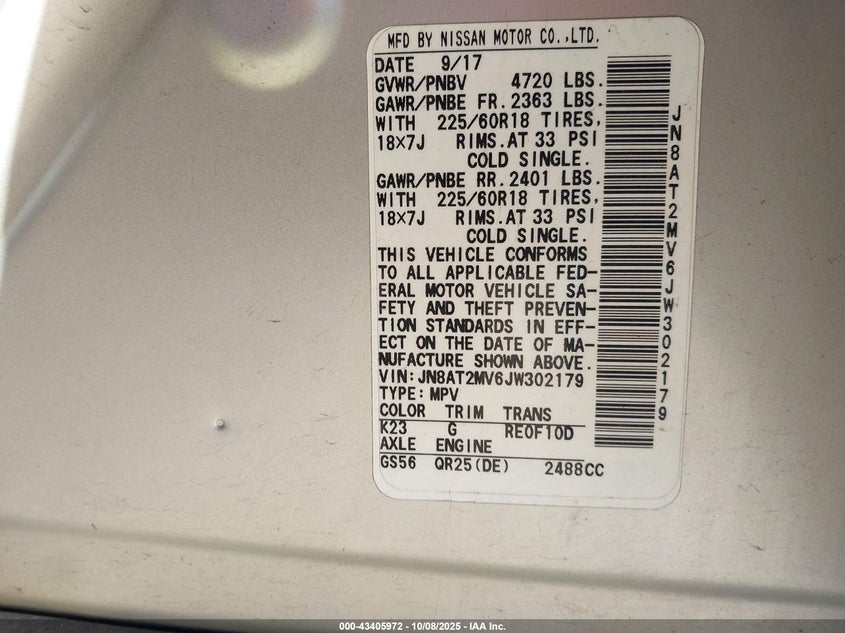 MFD BY NISSAN MOTOR CO.,LTD.
DATE 9/17
GVWR/PNBV 4720 LBS.
GAWR/PNBE FR. 2363 LBS.
WITH 225/60R18 TIRES,
18×7J RIMS.AT 33 PSI
COLD SINGLE.
GAWR/PNBE RR. 2401 LBS.
WITH 225/60R18 TIRES,
18×7J RIMS.AT 33 PSI
COLD SINGLE.
THIS VEHICLE CONFORMS
TO ALL APPLICABLE FED-
ERAL MOTOR VEHICLE SA-
FETY AND THEFT PREVEN-
TION STANDARDS IN EFF-
ECT ON THE DATE OF MA-
NUFACTURE SHOWN ABOVE.
VIN:JN8AT2MV6JW302179
TYPE:MPV
COLOR TRIM TRANS
K23 G RE0F10D
AXLE ENGINE
GS56 QR25(DE) 2488CC
JN8AT2MV6JW302179
000-43405972 - 10/08/2025 - IAA Inc.